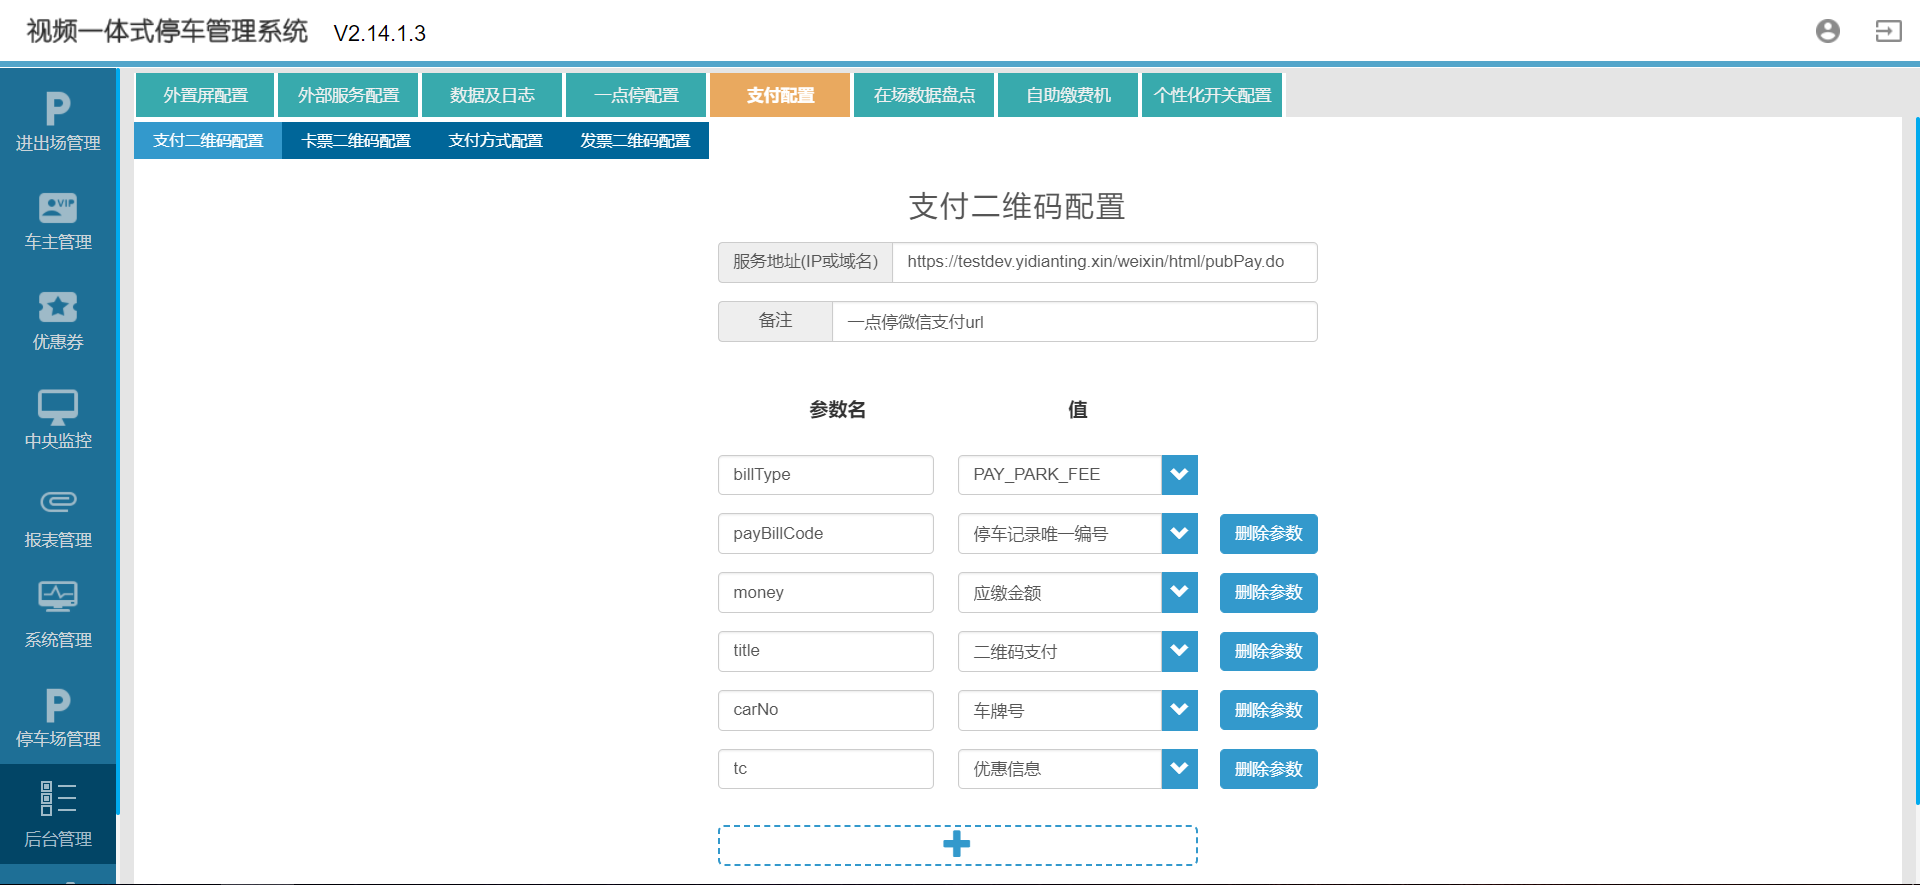 视频一体式停车管理系统 V2.14.1.3
外置屏配置 外部服务配置 数据及日志 一点停配置 支付配置 在场数据盘点 自助缴费机 个性化开关配置
支付二维码配置 卡票二维码配置 支付方式配置 发票二维码配置
P
进出场管理
VIP
车主管理
优惠券
中央监控
报表管理
系统管理
P
停车场管理
后台管理
支付二维码配置
服务地址(IP或域名) https://testdev.yidianting.xin/weixin/html/pubPay.do
备注 一点停微信支付url
参数名 值
billType PAY_PARK_FEE
payBillCode 停车记录唯一编号 删除参数
money 应缴金额 删除参数
title 二维码支付 删除参数
carNo 车牌号 删除参数
tc 优惠信息 删除参数